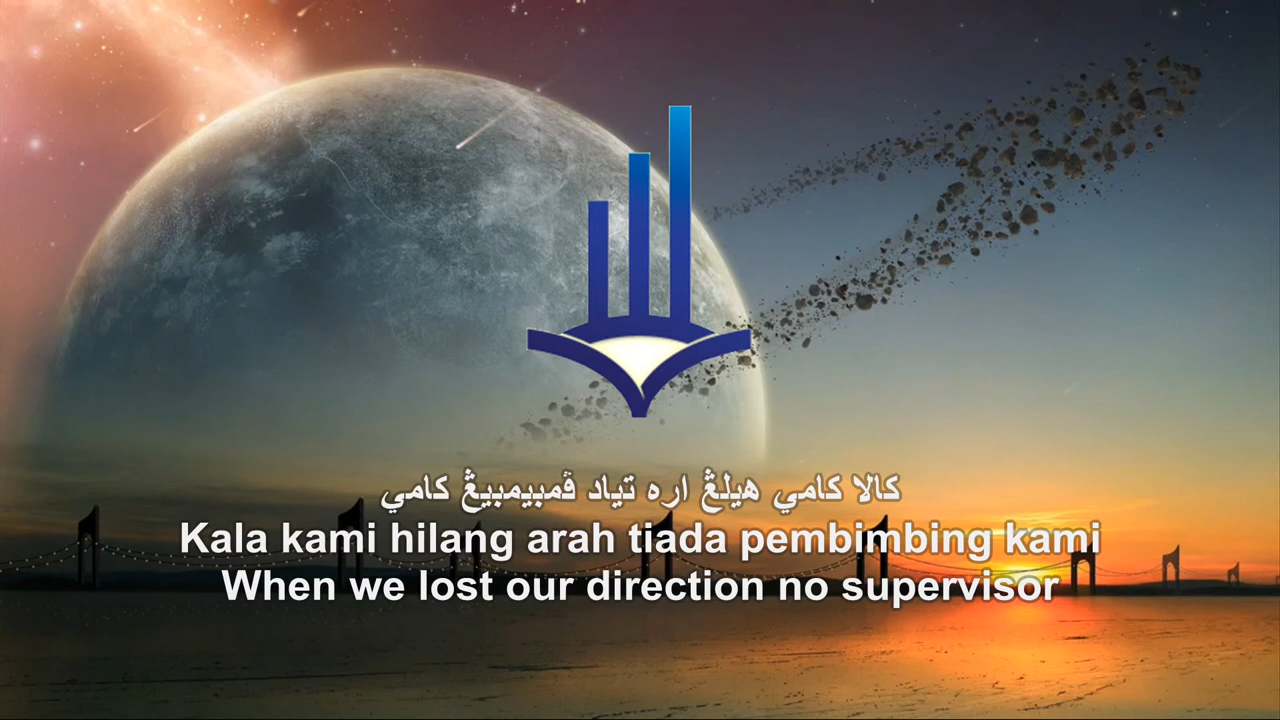 كالا كامي هيلڠ اره تياد ڤمبيمبيڠ كامي
Kala kami hilang arah tiada pembimbing kami
When we lost our direction no supervisor